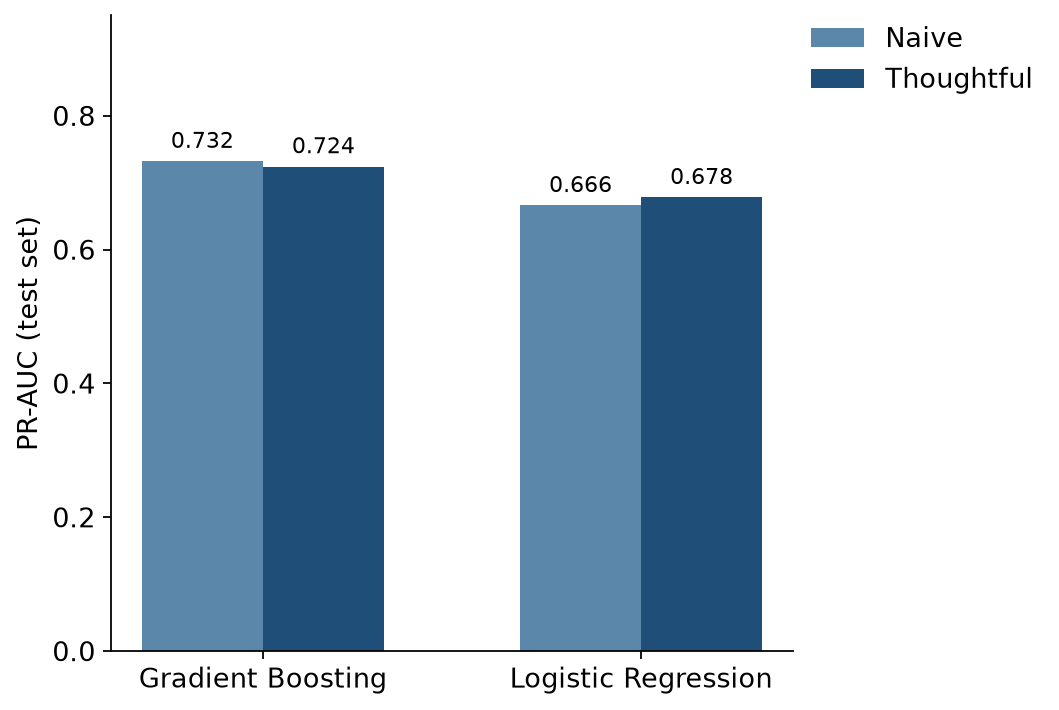 Naive
Thoughtful
PR-AUC (test set)
0.8
0.6
0.4
0.2
0.0
0.732
0.724
0.666
0.678
Gradient Boosting
Logistic Regression